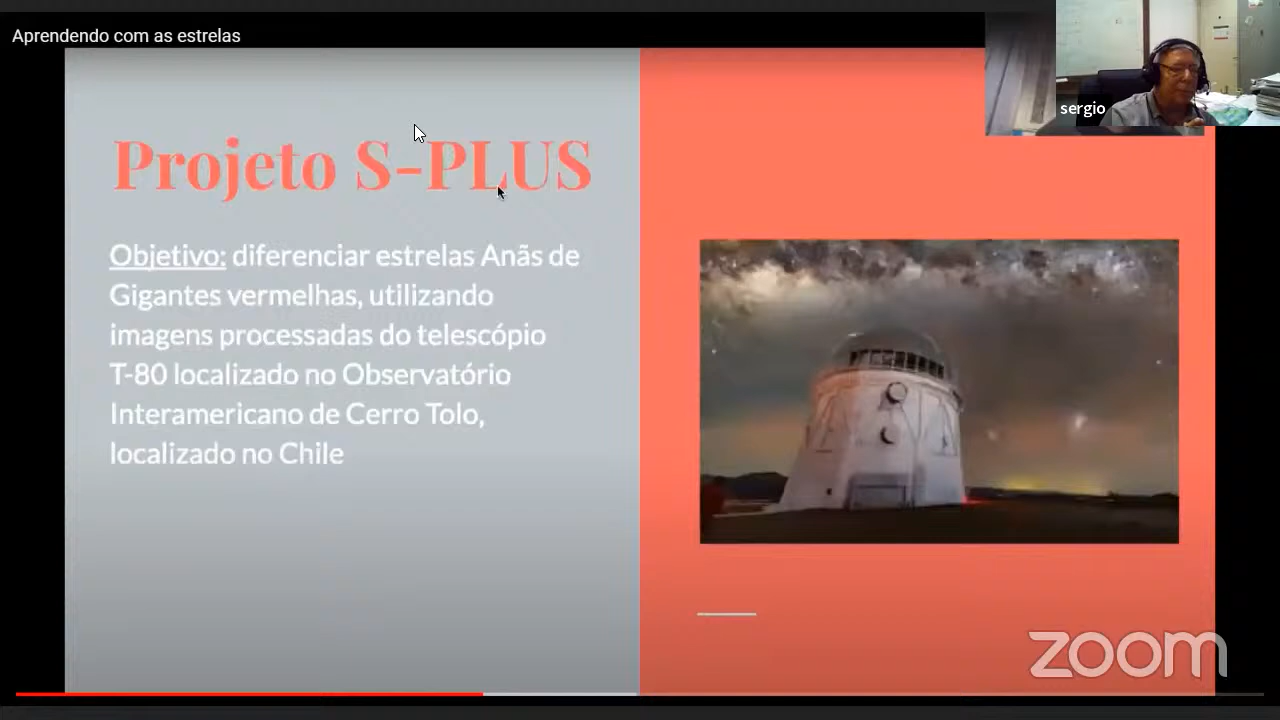 Aprendendo com as estrelas
sergio
Projeto S-PLUS
Objetivo: diferenciar estrelas Anãs de
Gigantes vermelhas, utilizando
imagens processadas do telescópio
T-80 localizado no Observatório
Interamericano de Cerro Tolo,
localizado no Chile
zoom